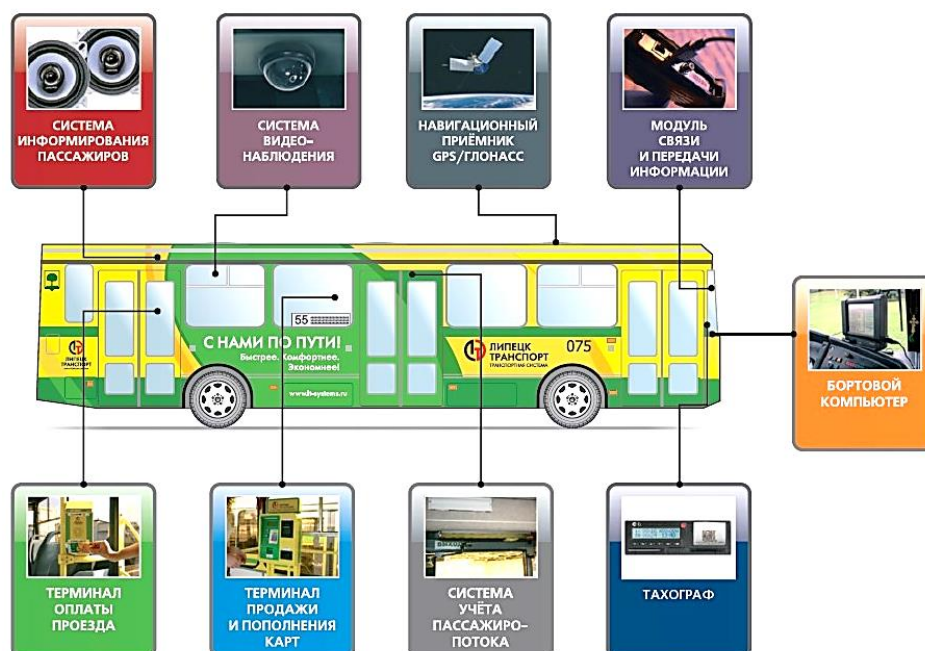 СИСТЕМА
ИНФОРМИРОВАНИЯ
ПАССАЖИРОВ
СИСТЕМА
ВИДЕО–
НАБЛЮДЕНИЯ
НАВИГАЦИОННЫЙ
ПРИЁМНИК
GPS/ГЛОНАСС
МОДУЛЬ
СВЯЗИ
И ПЕРЕДАЧИ
ИНФОРМАЦИИ
55
С НАМИ ПО ПУТИ!
Быстрее. Комфортнее.
Экономнее!
ЛИПЕЦК
ТРАНСПОРТ
ЛИПЕЦК
ТРАНСПОРТ
ТРАНСПОРТНАЯ СИСТЕМА
075
БОРТОВОЙ
КОМПЬЮТЕР
ТЕРМИНАЛ
ОПЛАТЫ
ПРОЕЗДА
ТЕРМИНАЛ
ПРОДАЖИ
И ПОПОЛНЕНИЯ
КАРТ
СИСТЕМА
УЧЁТА
ПАССАЖИРО–
ПОТОКА
ТАХОГРАФ